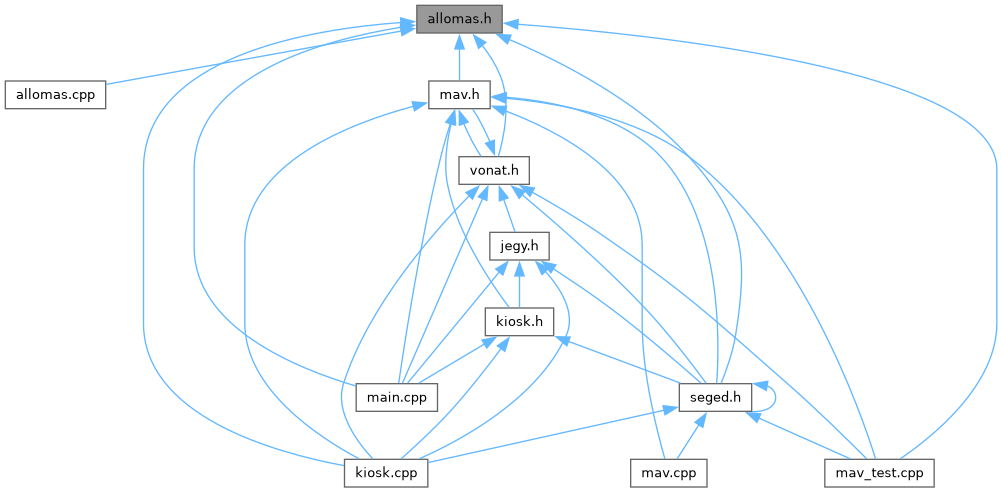 allomas.h
allomas.cpp
mav.h
vonat.h
jegy.h
kiosk.h
main.cpp
seged.h
kiosk.cpp
mav.cpp
mav_test.cpp